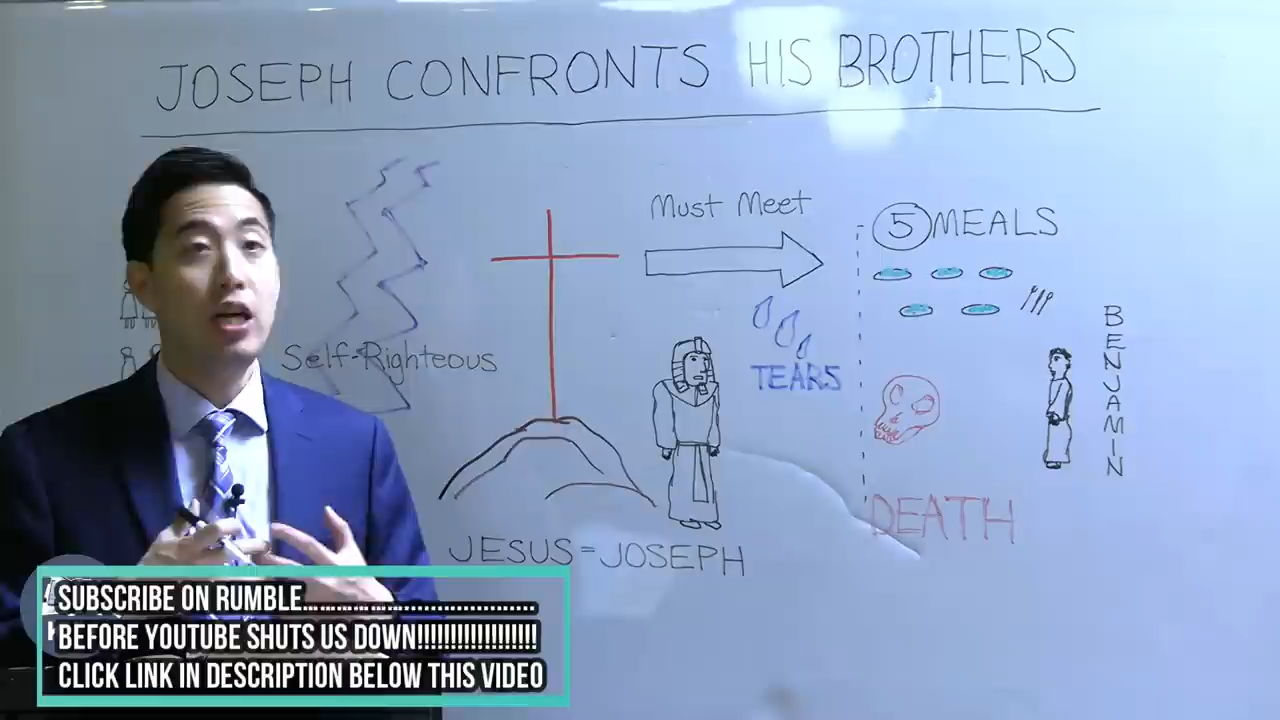 JOSEPH CONFRONTS HIS BROTHERS
Must Meet
5 MEALS
Self-Righteous
TEARS
BENJAMIN
DEATH
JESUS=JOSEPH
SUBSCRIBE ON RUMBLE.......................................
BEFORE YOUTUBE SHUTS US DOWN!!!!!!!!!!!!!!!!!!!
CLICK LINK IN DESCRIPTION BELOW THIS VIDEO